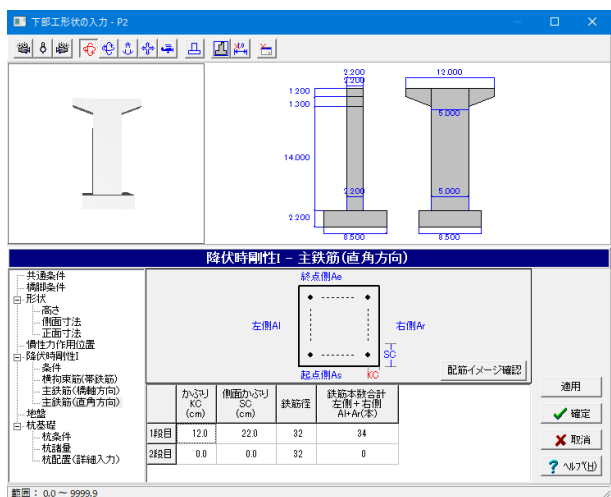 下部工形状の入力 - P2
2.200
2.200
12.000
1.200
1.300
5.000
14.000
2.200
5.000
2.200
8.500
8.500
降伏時剛性I - 主鉄筋(直角方向)
共通条件
橋脚条件
形状
高さ
側面寸法
正面寸法
慣性力作用位置
降伏時剛性I
条件
横拘束筋(帯鉄筋)
主鉄筋(橋軸方向)
主鉄筋(直角方向)
地盤
杭基礎
杭条件
杭諸量
杭配置(詳細入力)
終点側Ae
左側Al
右側Ar
SC
起点側As
KC
配筋イメージ確認
かぶり KC (cm)
側面かぶり SC (cm)
鉄筋径
鉄筋本数合計 左側+右側 Al+Ar(本)
1段目 12.0 22.0 32 34
2段目 0.0 0.0 32 0
適用
確定
取消
ヘルプ(H)
範囲: 0.0 ~ 9999.9